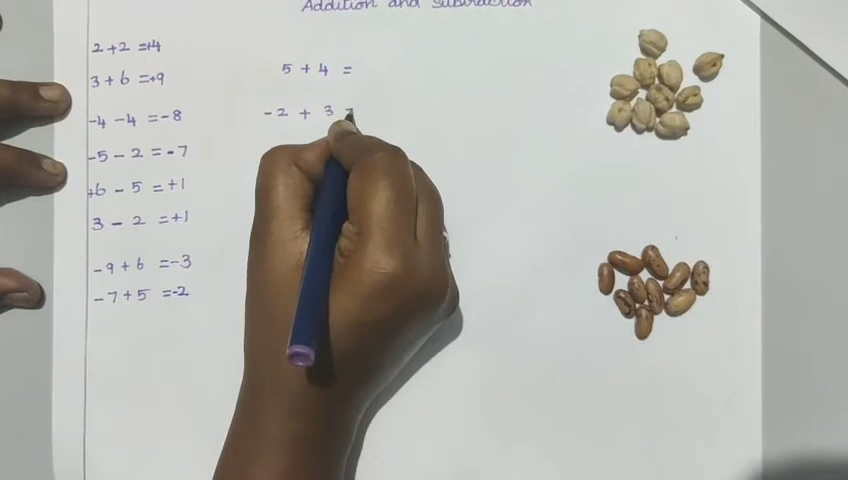 Addition and Subtraction
2 + 2 = +4
3 + 6 = +9
-4 - 4 = -8
-5 - 2 = -7
+6 - 5 = +1
3 - 2 = +1
-9 + 6 = -3
-7 + 5 = -2
5 + 4 =
-2 + 3 =